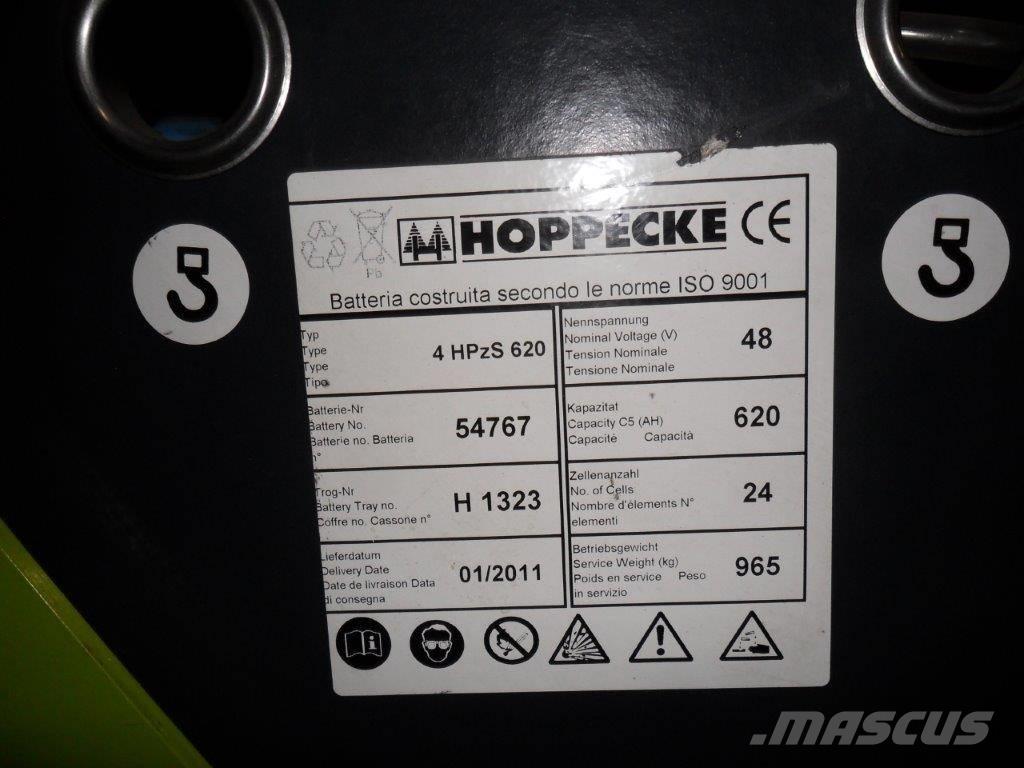 Pb
HOPPECKE CE
Batteria costruita secondo le norme ISO 9001
Typ
Type
Type
Tipo
4 HPzS 620
Nennspannung
Nominal Voltage (V)
Tension Nominale
Tensione Nominale
48
Batterie-Nr
Battery No.
Batterie no. Batteria
n°
54767
Kapazitat
Capacity C5 (AH)
Capacité Capacità
620
Trog-Nr
Battery Tray no.
Coffre no. Cassone n°
H 1323
Zellenanzahl
No. of Cells
Nombre d'élements N°
elementi
24
Lieferdatum
Delivery Date
Date de livraison Data
di consegna
01/2011
Betriebsgewicht
Service Weight (kg)
Poids en service Peso
in servizio
965
.MASCUS